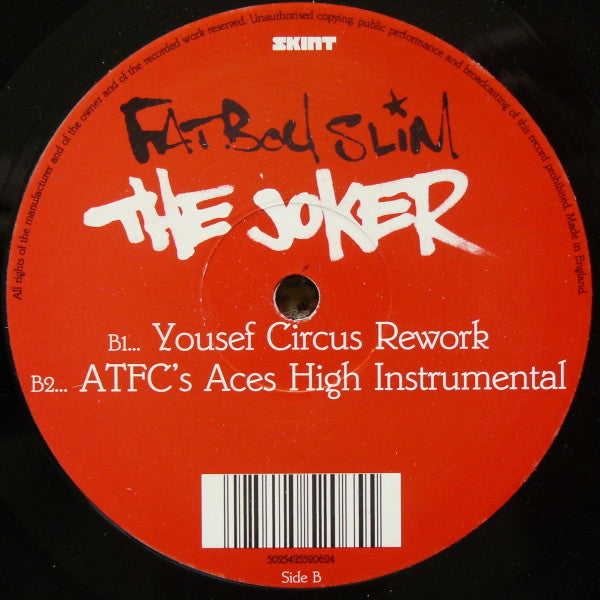 All rights of the manufacturer and of the owner and of the recorded work reserved. Unauthorised copying, public performance and broadcasting of this record prohibited. Made in England.
SKINT
FATBOY SLIM
THE JOKER
B1... Yousef Circus Rework
B2... ATFC's Aces High Instrumental
5025425520624
Side B